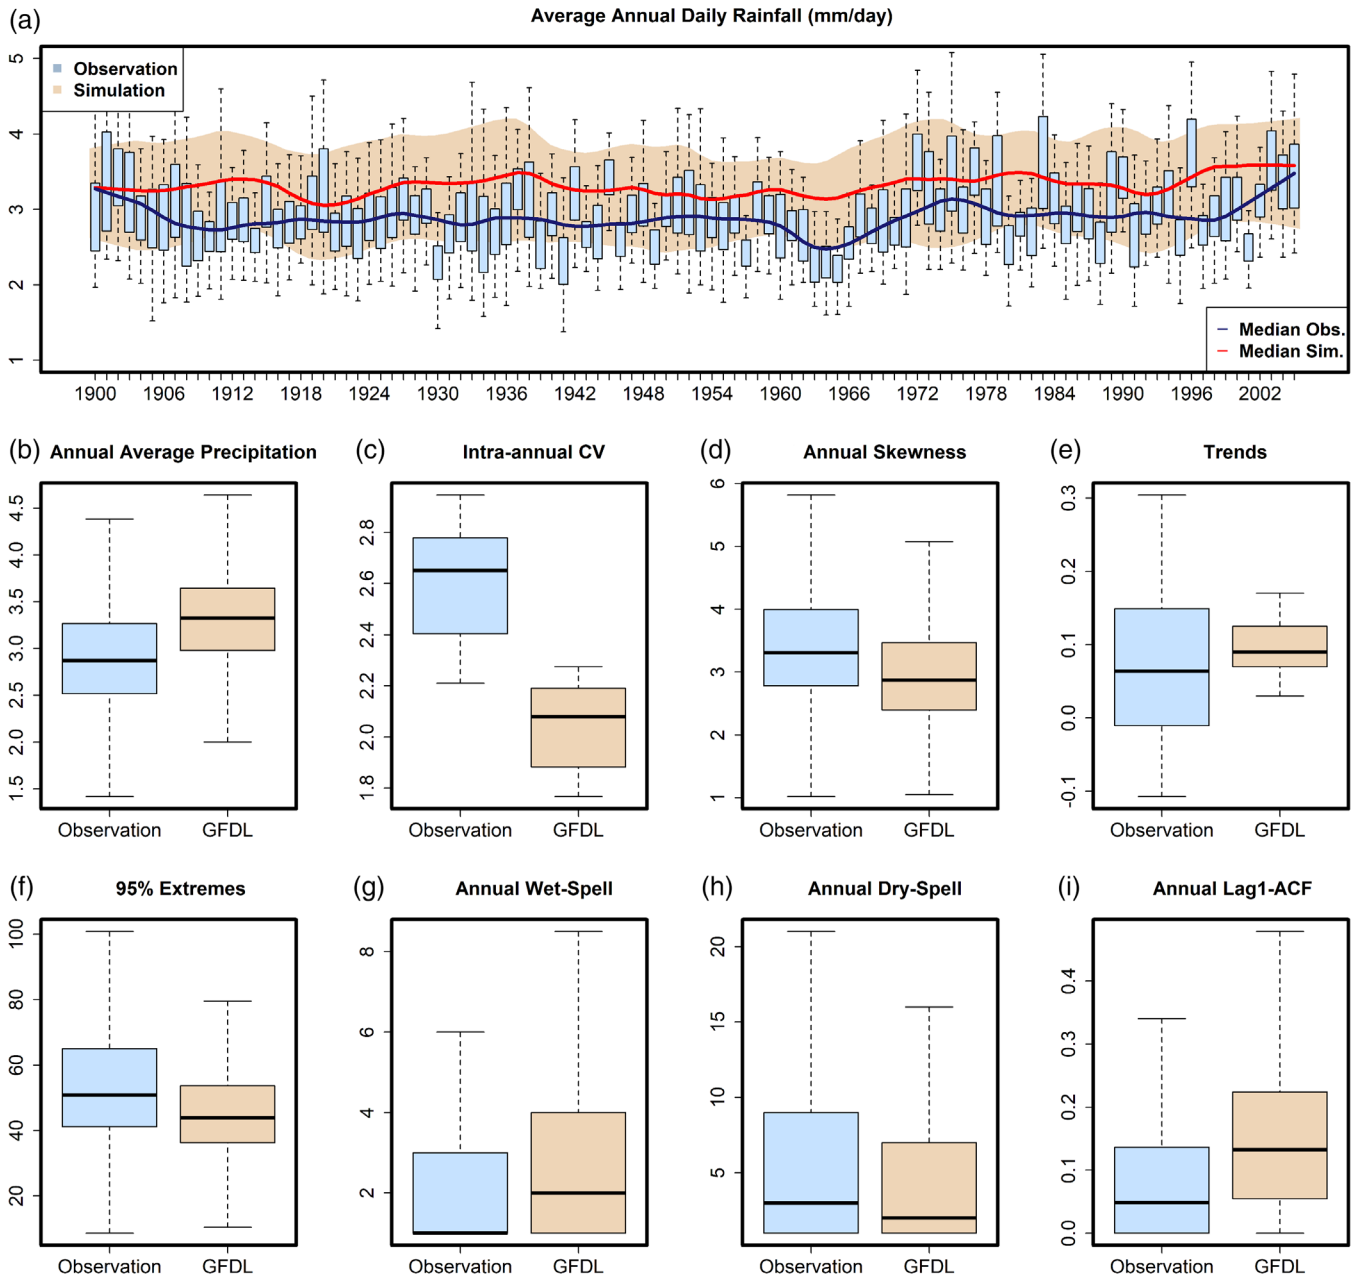 (a) Average Annual Daily Rainfall (mm/day)
5
4
3
2
1
Observation
Simulation
Median Obs.
Median Sim.
1900 1906 1912 1918 1924 1930 1936 1942 1948 1954 1960 1966 1972 1978 1984 1990 1996 2002
(b) Annual Average Precipitation
4.5
4.0
3.5
3.0
2.5
2.0
1.5
Observation GFDL
(c) Intra-annual CV
2.8
2.6
2.4
2.2
2.0
1.8
Observation GFDL
(d) Annual Skewness
6
5
4
3
2
1
Observation GFDL
(e) Trends
0.3
0.2
0.1
0.0
-0.1
Observation GFDL
(f) 95% Extremes
100
80
60
40
20
Observation GFDL
(g) Annual Wet-Spell
8
6
4
2
Observation GFDL
(h) Annual Dry-Spell
20
15
10
5
Observation GFDL
(i) Annual Lag1-ACF
0.4
0.3
0.2
0.1
0.0
Observation GFDL